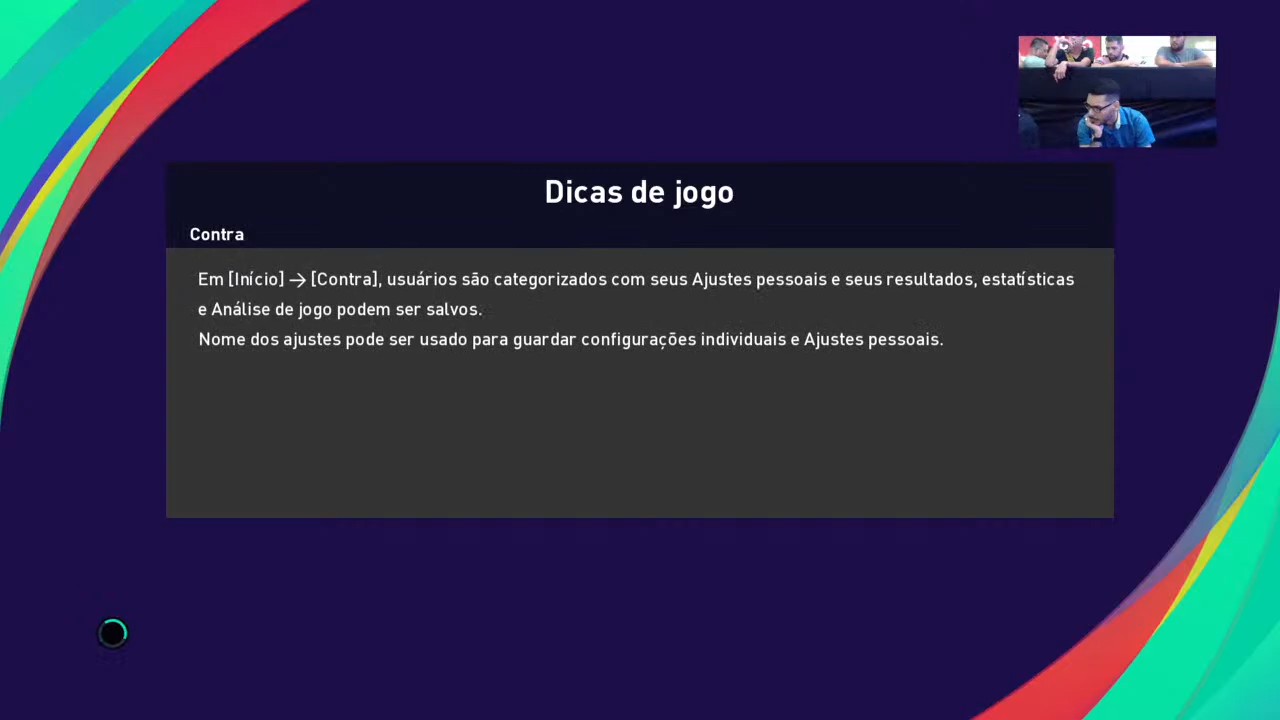 Dicas de jogo
Contra
Em [Início] → [Contra], usuários são categorizados com seus Ajustes pessoais e seus resultados, estatísticas
e Análise de jogo podem ser salvos.
Nome dos ajustes pode ser usado para guardar configurações individuais e Ajustes pessoais.